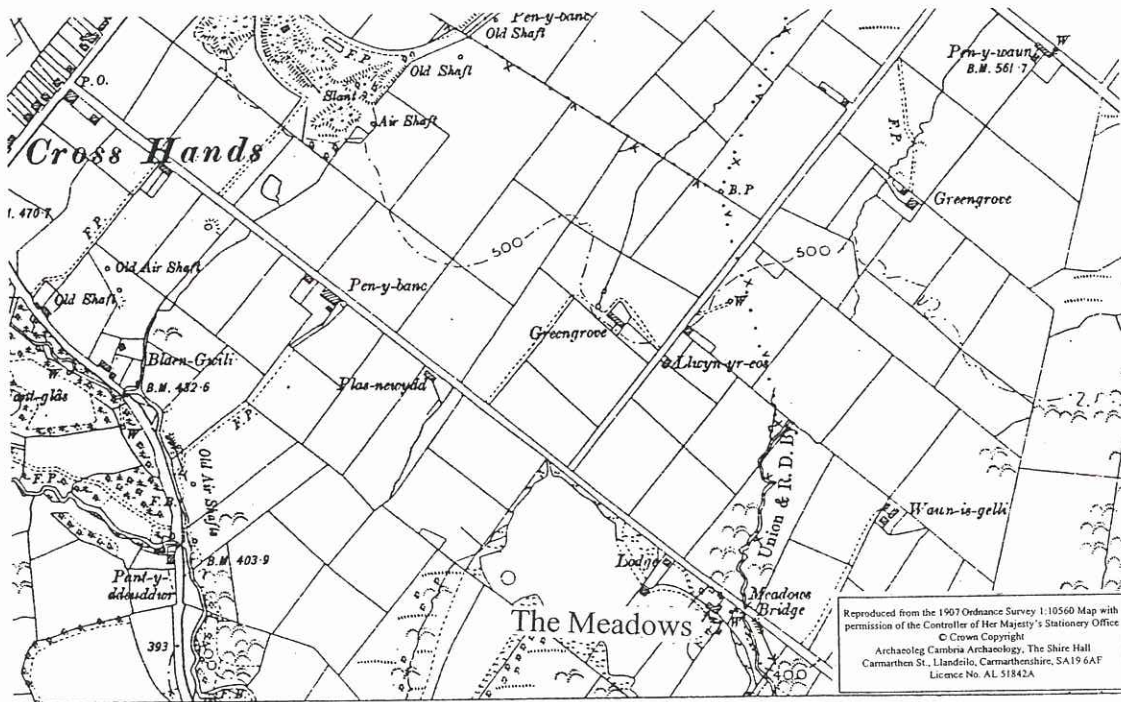 Pen-y-banc
Old Shaft
F.P.
Old Shaft
Pen-y-waun
W
B.M. 561·7
P.O.
Slant
Air Shaft
Cross Hands
F.P.
B.P.
Greengrove
470·7
F.P.
500
500
Old Air Shaft
Old Shaft
Pen-y-banc
W
Greengrove
Llwyn-yr-eos
Blaen-Gwili
W
B.M. 432·6
Plas-newydd
F.P.
W
Old Air Shafts
F.P.
F.B.
Union & R.D.B.
Waun-is-gelli
B.M. 403·9
Lodge
Pant-y-ddeuddwr
Meadows
Bridge
The Meadows
W
393
400
F.B.
Reproduced from the 1907 Ordnance Survey 1:10560 Map with
permission of the Controller of Her Majesty's Stationery Office
© Crown Copyright
Archaeoleg Cambria Archaeology, The Shire Hall
Carmarthen St., Llandeilo, Carmarthenshire, SA19 6AF
Licence No. AL 51842A